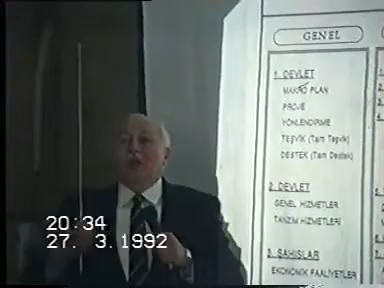 GENEL
1. DEVLET
MAKRO PLAN
PROJE
YÖNLENDİRME
TEŞVİK (Tam Teşvik)
DESTEK (Tam Destek)
2. DEVLET
GENEL HİZMETLER
TANZİM HİZMETLERİ
3. ŞAHISLAR
EKONOMİK FAALİYETLER
20:34
27. 3.1992